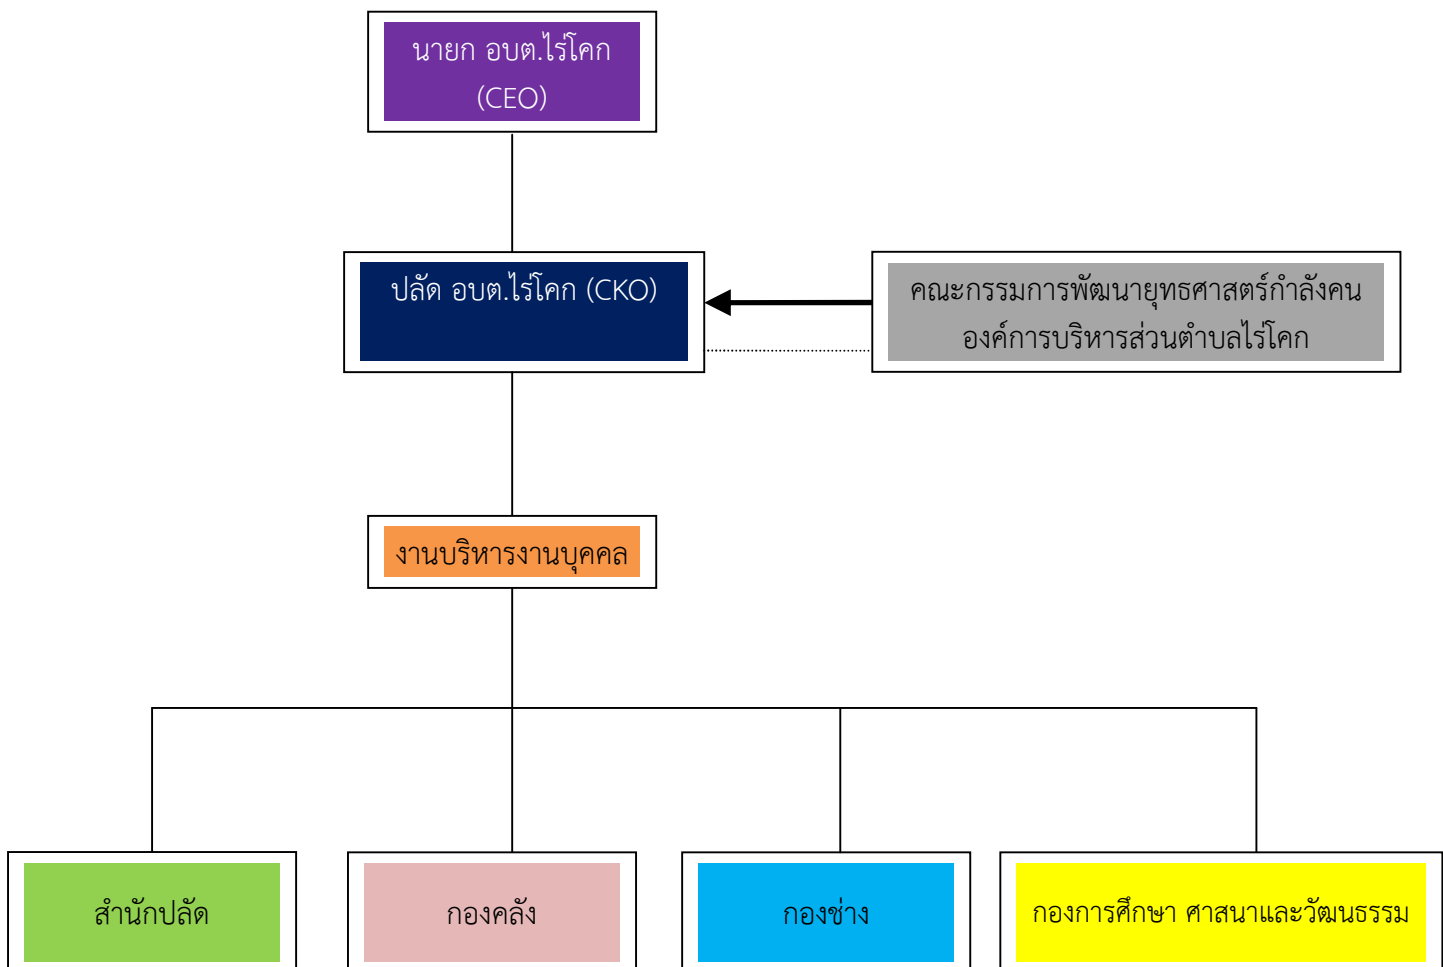 นายก อบต.ไร่โคก
(CEO)
ปลัด อบต.ไร่โคก (CKO)
คณะกรรมการพัฒนายุทธศาสตร์กำลังคน
องค์การบริหารส่วนตำบลไร่โคก
งานบริหารงานบุคคล
สำนักปลัด
กองคลัง
กองช่าง
กองการศึกษา ศาสนาและวัฒนธรรม